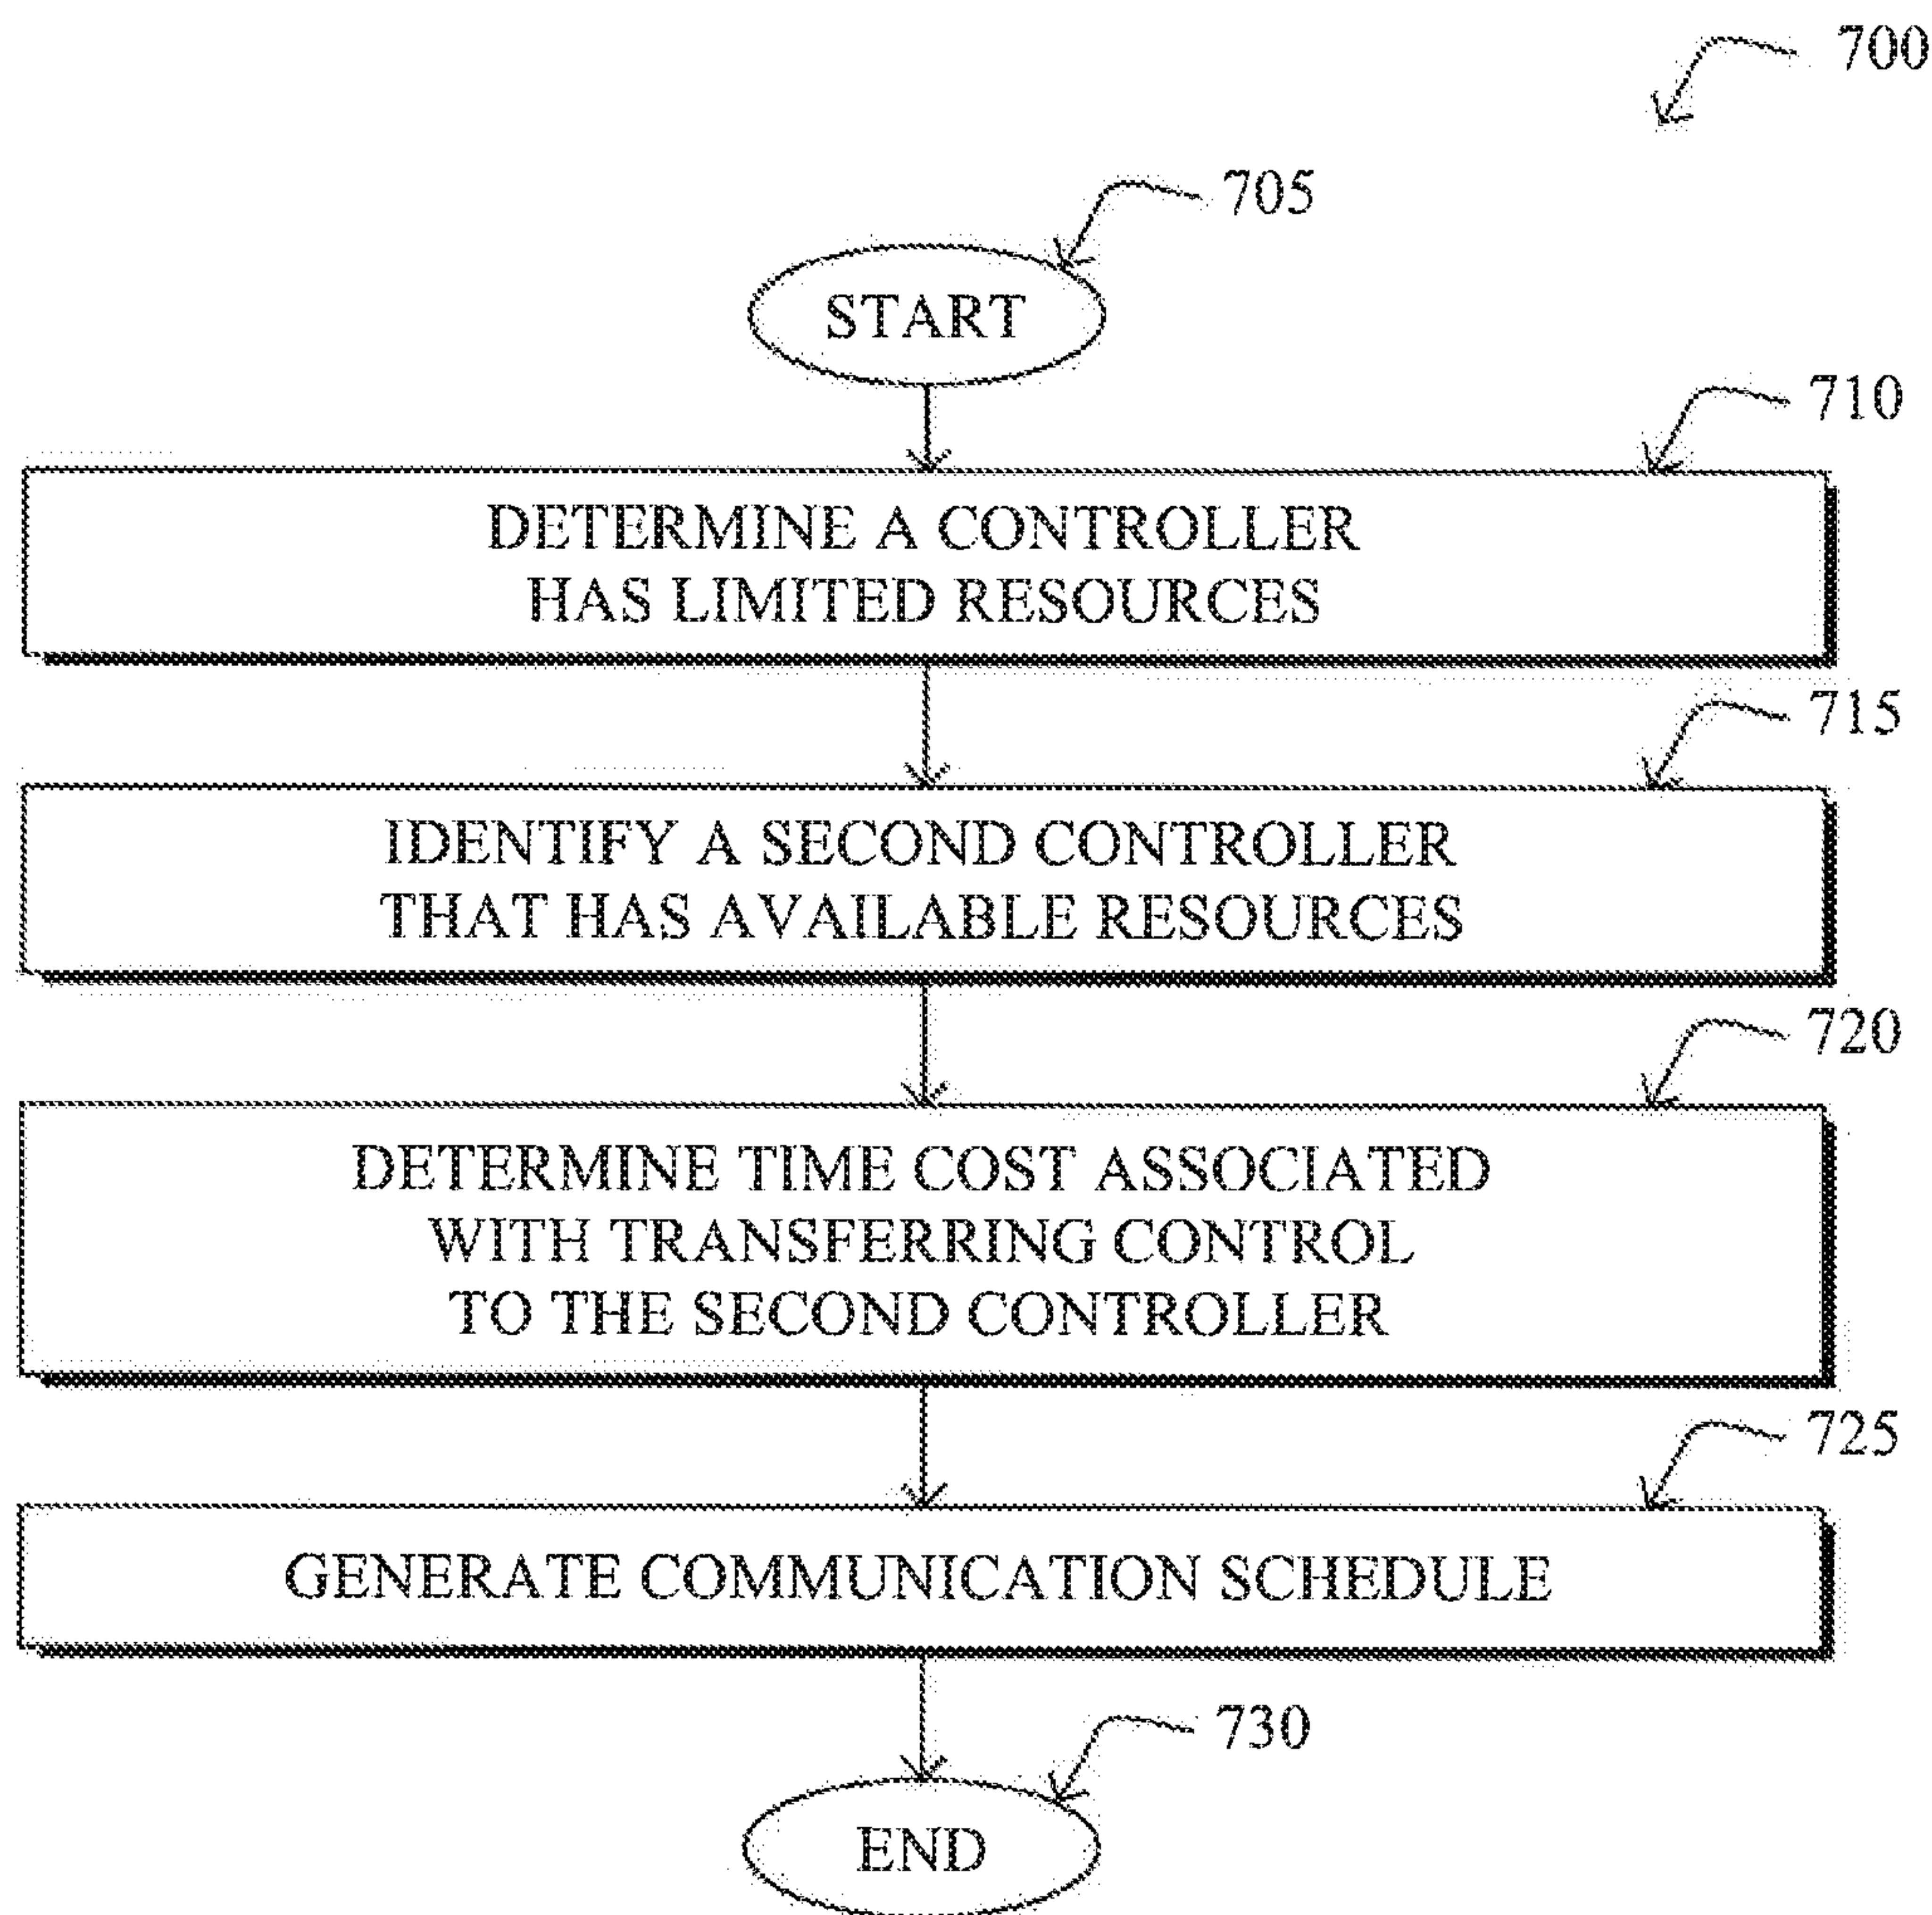 700
705
START
710
DETERMINE A CONTROLLER
HAS LIMITED RESOURCES
715
IDENTIFY A SECOND CONTROLLER
THAT HAS AVAILABLE RESOURCES
720
DETERMINE TIME COST ASSOCIATED
WITH TRANSFERRING CONTROL
TO THE SECOND CONTROLLER
725
GENERATE COMMUNICATION SCHEDULE
730
END